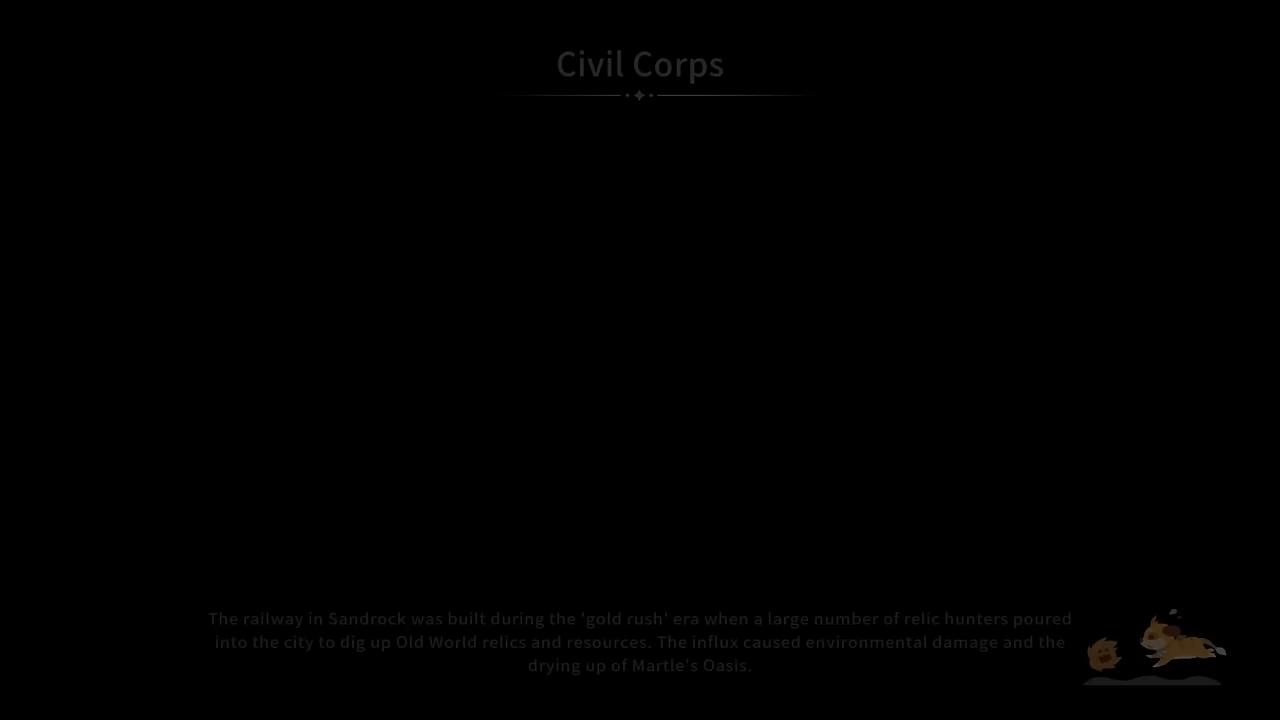 Civil Corps
The railway in Sandrock was built during the 'gold rush' era when a large number of relic hunters poured
into the city to dig up Old World relics and resources. The influx caused environmental damage and the
drying up of Martle's Oasis.